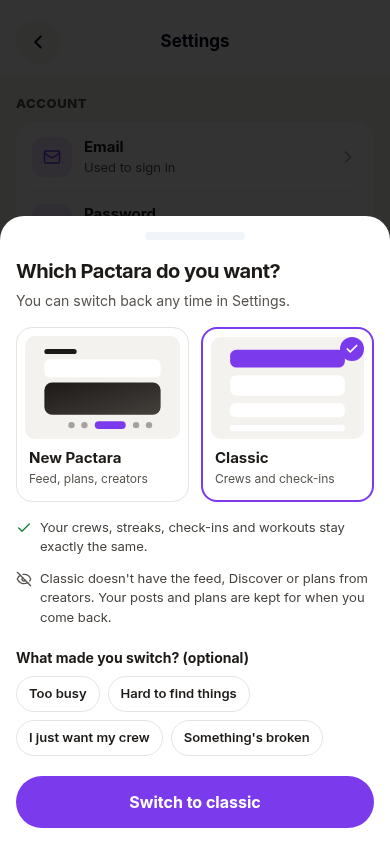 Settings
ACCOUNT
Email
Used to sign in
Password
Which Pactara do you want?
You can switch back any time in Settings.
New Pactara
Feed, plans, creators
Classic
Crews and check-ins
Your crews, streaks, check-ins and workouts stay
exactly the same.
Classic doesn't have the feed, Discover or plans from
creators. Your posts and plans are kept for when you
come back.
What made you switch? (optional)
Too busy
Hard to find things
I just want my crew
Something's broken
Switch to classic